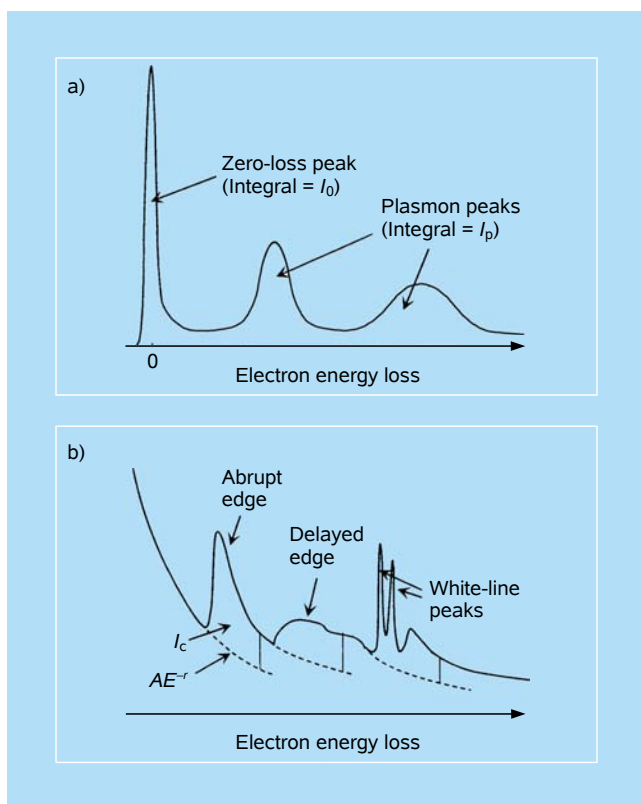 a)
Zero-loss peak
(Integral = I₀)
Plasmon peaks
(Integral = Iₚ)
0
Electron energy loss
b)
Abrupt
edge
Delayed
edge
White-line
peaks
I꜀
AE⁻ʳ
Electron energy loss